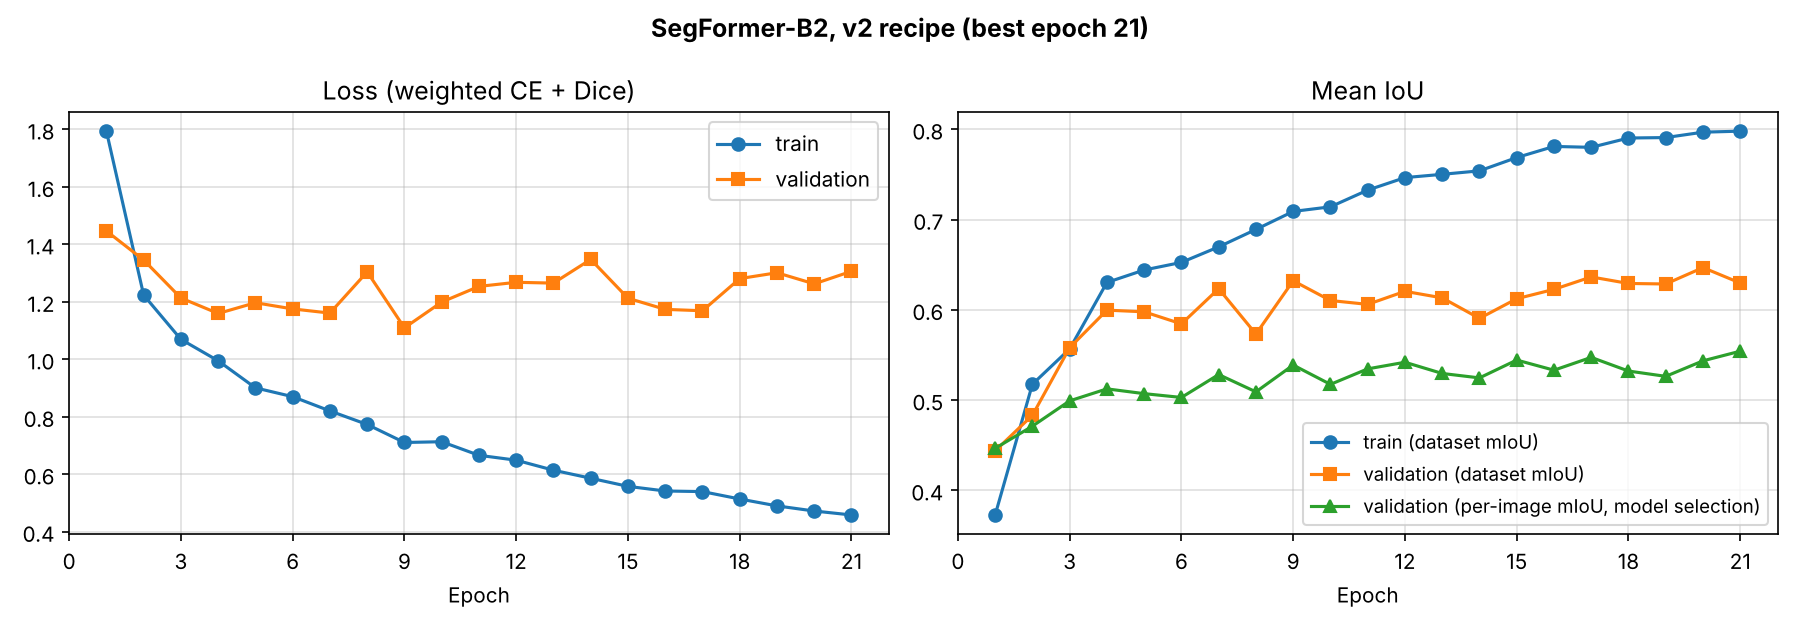 SegFormer-B2, v2 recipe (best epoch 21)
Loss (weighted CE + Dice)
1.8
1.6
1.4
1.2
1.0
0.8
0.6
0.4
0 3 6 9 12 15 18 21
Epoch
train
validation
Mean IoU
0.8
0.7
0.6
0.5
0.4
0 3 6 9 12 15 18 21
Epoch
train (dataset mIoU)
validation (dataset mIoU)
validation (per-image mIoU, model selection)